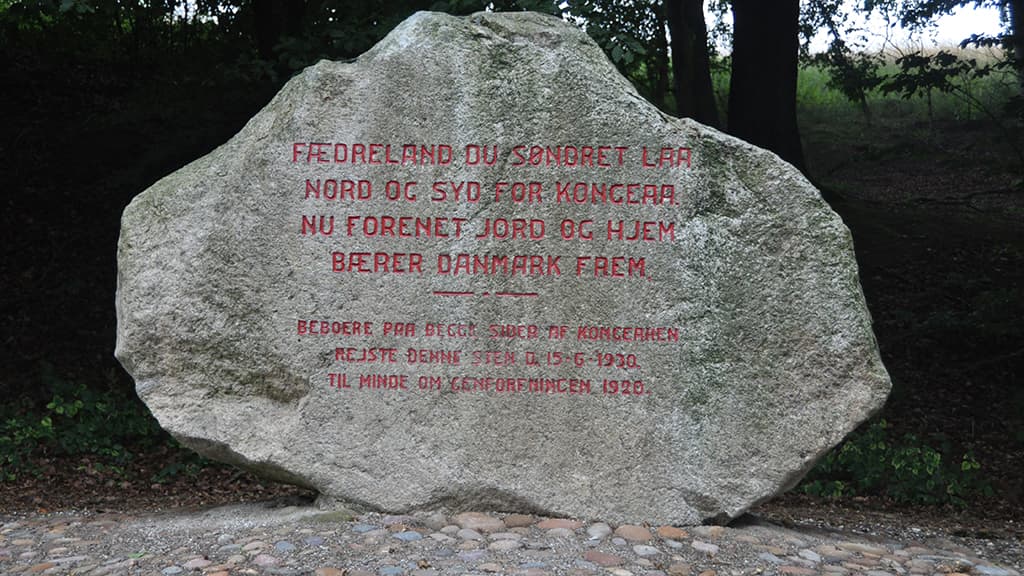 FÆDRELAND DU SØNDRET LAA
NORD OG SYD FOR KONGEAA.
NU FORENET JORD OG HJEM
BÆRER DANMARK FREM.
BEBOERE PAA BEGGE SIDER AF KONGEAAEN
REJSTE DENNE STEN D. 15-6-1930.
TIL MINDE OM GENFORENINGEN 1920.